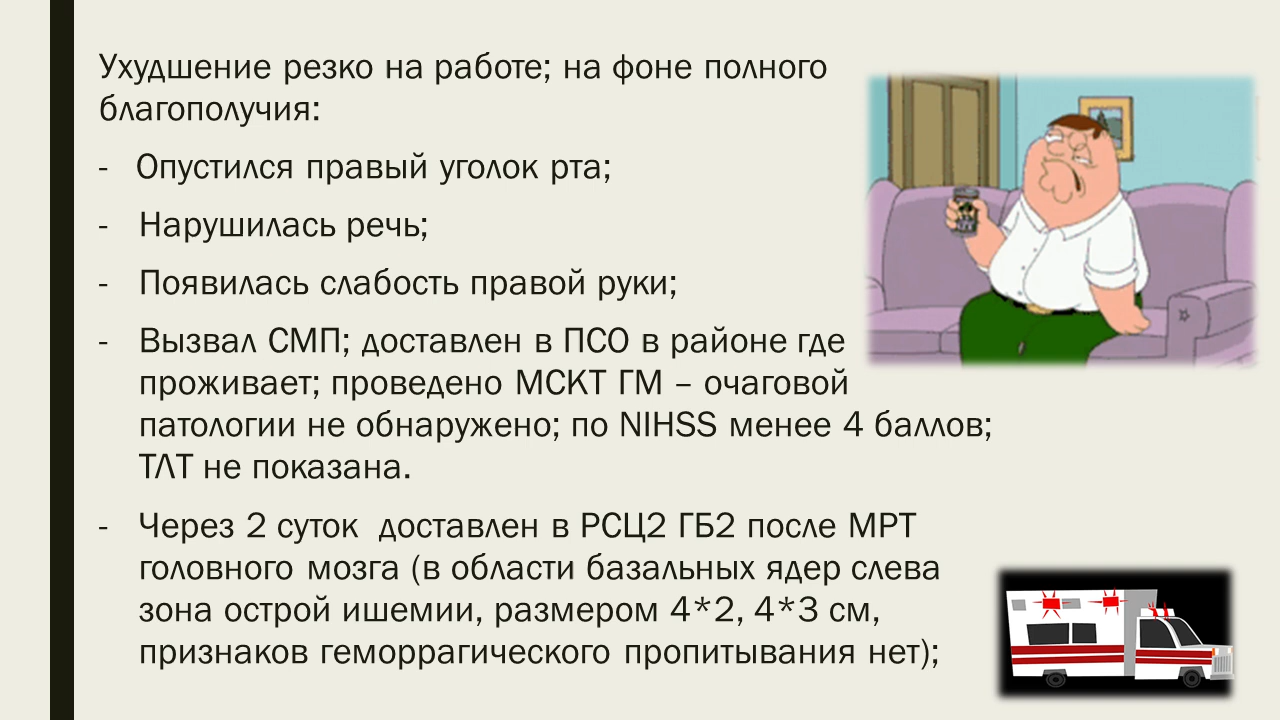 Ухудшение резко на работе; на фоне полного
благополучия:
- Опустился правый уголок рта;
- Нарушилась речь;
- Появилась слабость правой руки;
- Вызвал СМП; доставлен в ПСО в районе где
проживает; проведено МСКТ ГМ – очаговой
патологии не обнаружено; по NIHSS менее 4 баллов;
ТЛТ не показана.
- Через 2 суток доставлен в РСЦ2 ГБ2 после МРТ
головного мозга (в области базальных ядер слева
зона острой ишемии, размером 4*2, 4*3 см,
признаков геморрагического пропитывания нет);